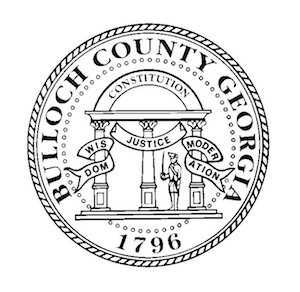 BULLOCH COUNTY GEORGIA
CONSTITUTION
WIS
DOM
JUSTICE
MODER
ATION
1796